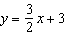 y = 3/2 x + 3